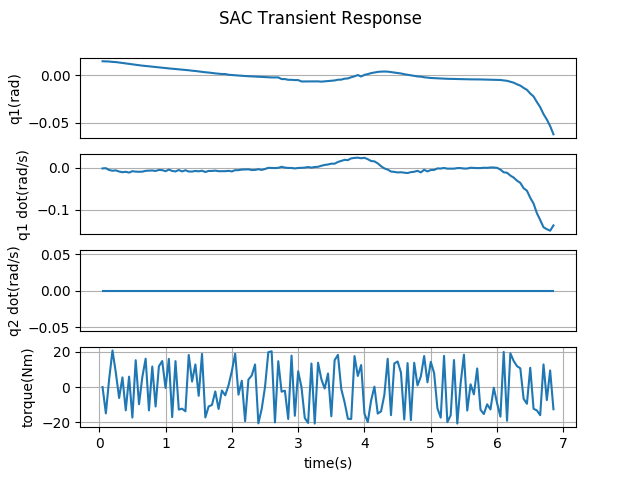 SAC Transient Response
q1(rad)
0.00
−0.05
q1 dot(rad/s)
0.0
−0.1
q2 dot(rad/s)
0.05
0.00
−0.05
torque(Nm)
20
0
−20
0 1 2 3 4 5 6 7
time(s)